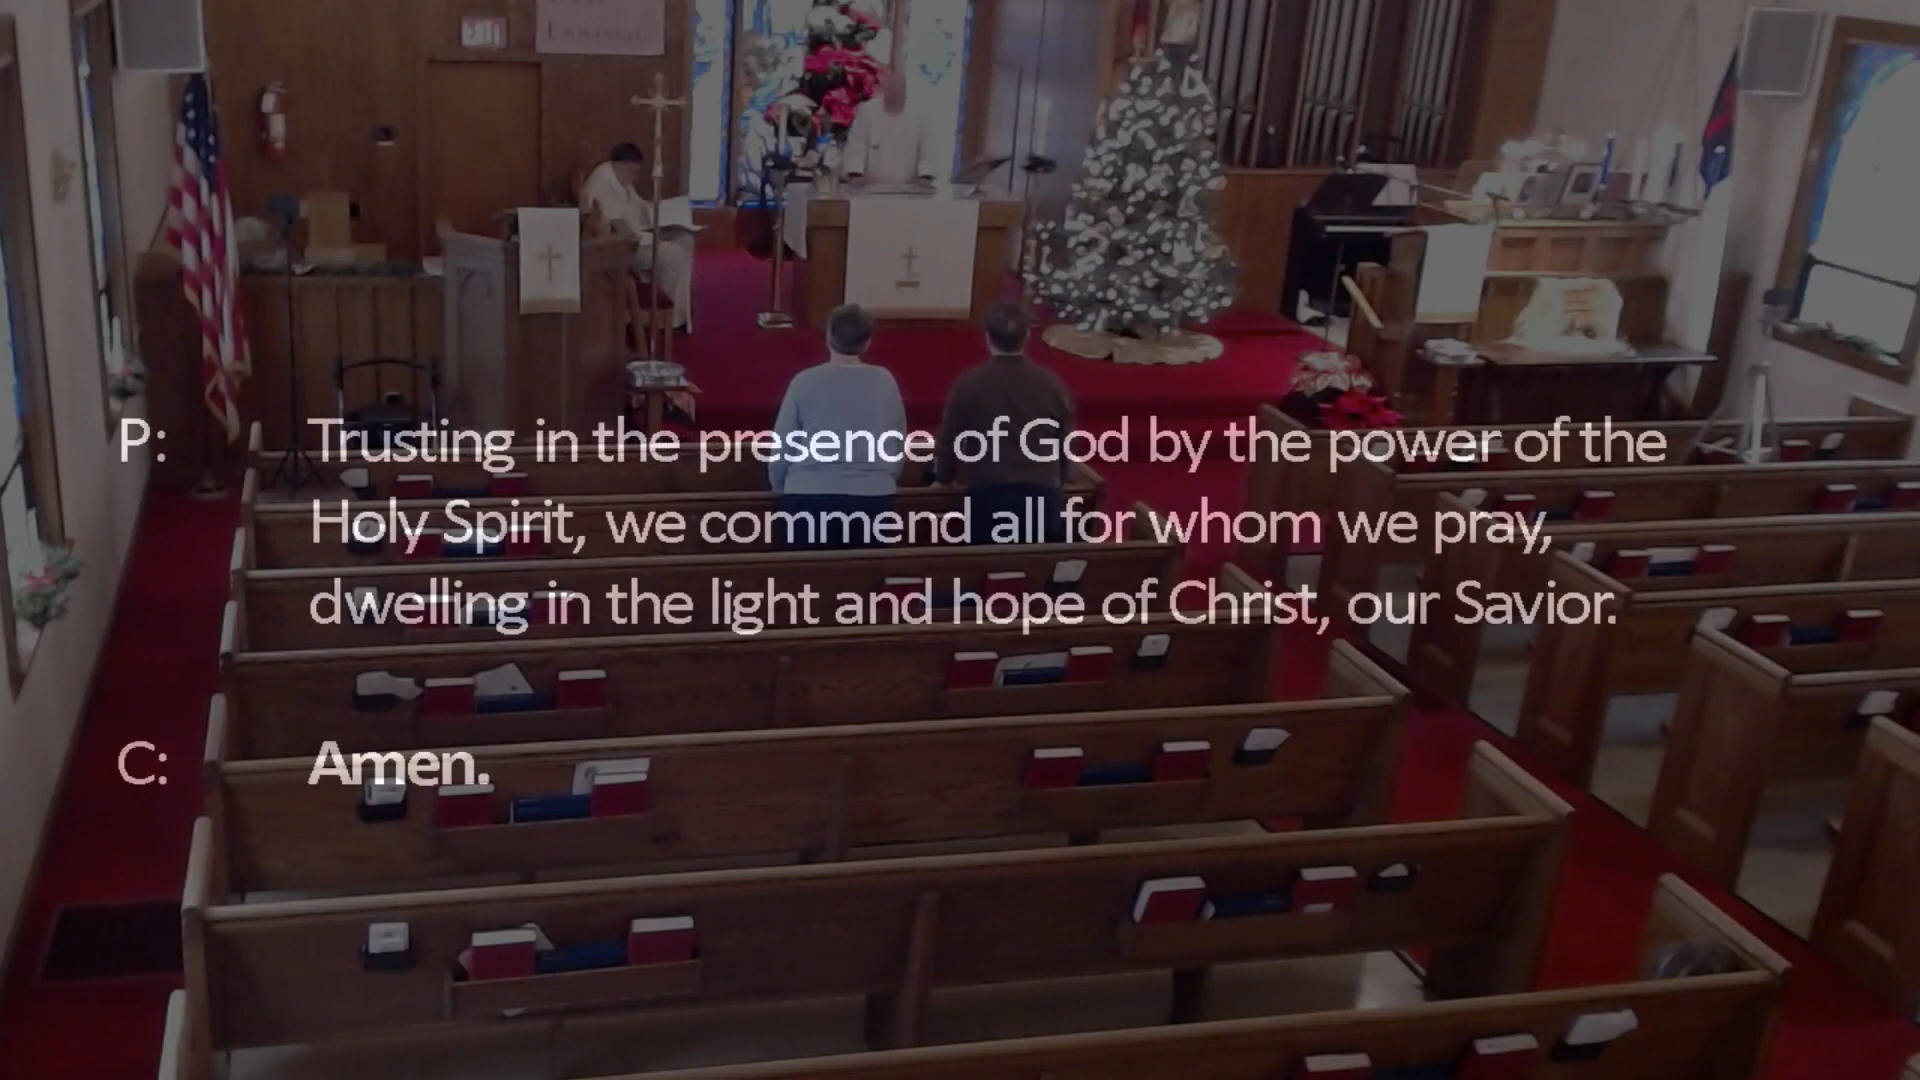 EMMANUEL
P: Trusting in the presence of God by the power of the
Holy Spirit, we commend all for whom we pray,
dwelling in the light and hope of Christ, our Savior.
C: Amen.